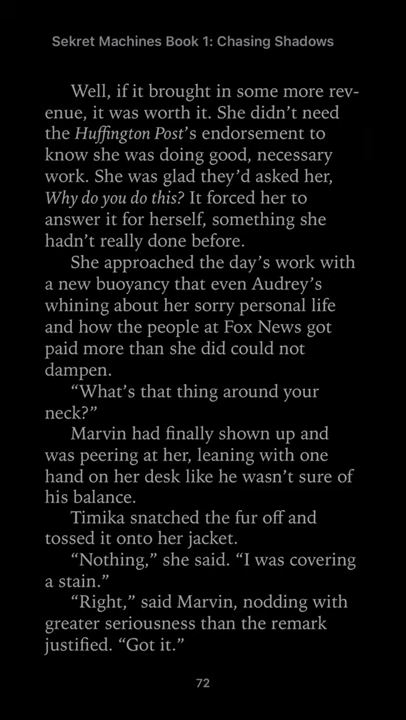 Sekret Machines Book 1: Chasing Shadows
Well, if it brought in some more rev-
enue, it was worth it. She didn’t need
the Huffington Post’s endorsement to
know she was doing good, necessary
work. She was glad they’d asked her,
Why do you do this? It forced her to
answer it for herself, something she
hadn’t really done before.
She approached the day’s work with
a new buoyancy that even Audrey’s
whining about her sorry personal life
and how the people at Fox News got
paid more than she did could not
dampen.
“What’s that thing around your
neck?”
Marvin had finally shown up and
was peering at her, leaning with one
hand on her desk like he wasn’t sure of
his balance.
Timika snatched the fur off and
tossed it onto her jacket.
“Nothing,” she said. “I was covering
a stain.”
“Right,” said Marvin, nodding with
greater seriousness than the remark
justified. “Got it.”
72